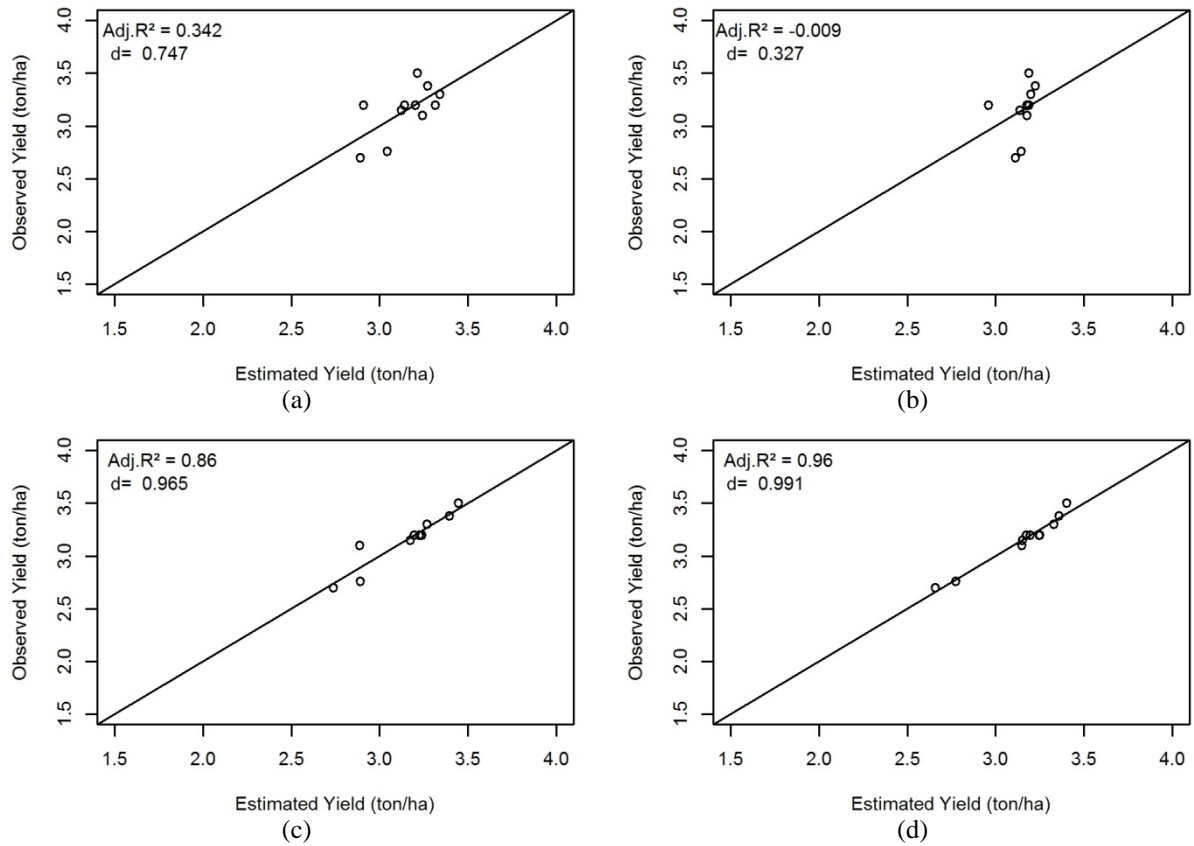 Adj.R² = 0.342
d= 0.747
4.0
3.5
3.0
2.5
2.0
1.5
Observed Yield (ton/ha)
1.5 2.0 2.5 3.0 3.5 4.0
Estimated Yield (ton/ha)
(a)
Adj.R² = -0.009
d= 0.327
4.0
3.5
3.0
2.5
2.0
1.5
Observed Yield (ton/ha)
1.5 2.0 2.5 3.0 3.5 4.0
Estimated Yield (ton/ha)
(b)
Adj.R² = 0.86
d= 0.965
4.0
3.5
3.0
2.5
2.0
1.5
Observed Yield (ton/ha)
1.5 2.0 2.5 3.0 3.5 4.0
Estimated Yield (ton/ha)
(c)
Adj.R² = 0.96
d= 0.991
4.0
3.5
3.0
2.5
2.0
1.5
Observed Yield (ton/ha)
1.5 2.0 2.5 3.0 3.5 4.0
Estimated Yield (ton/ha)
(d)